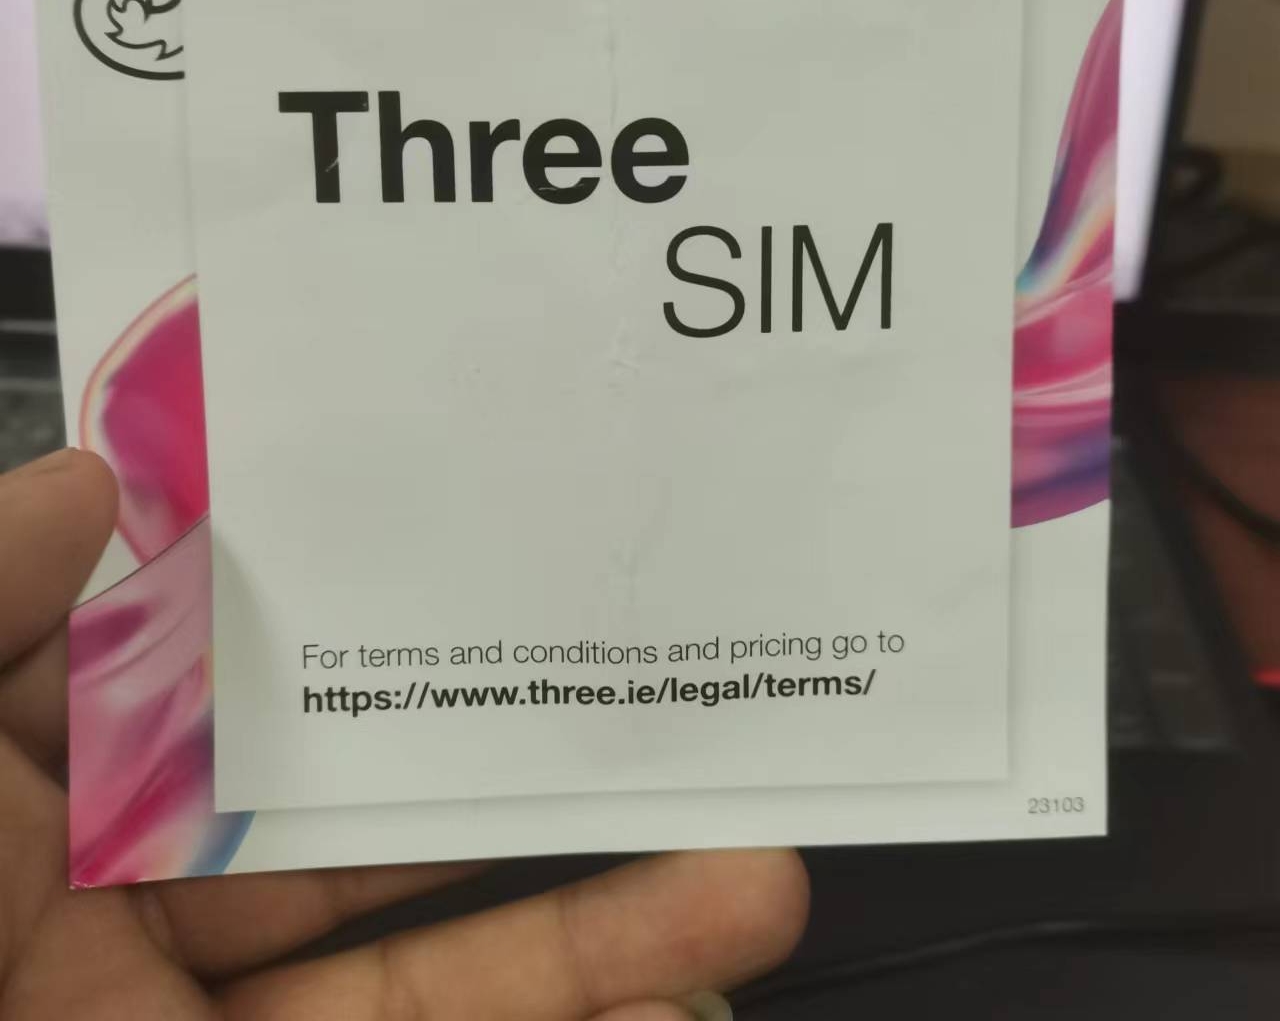 Three
SIM
For terms and conditions and pricing go to
https://www.three.ie/legal/terms/
23103